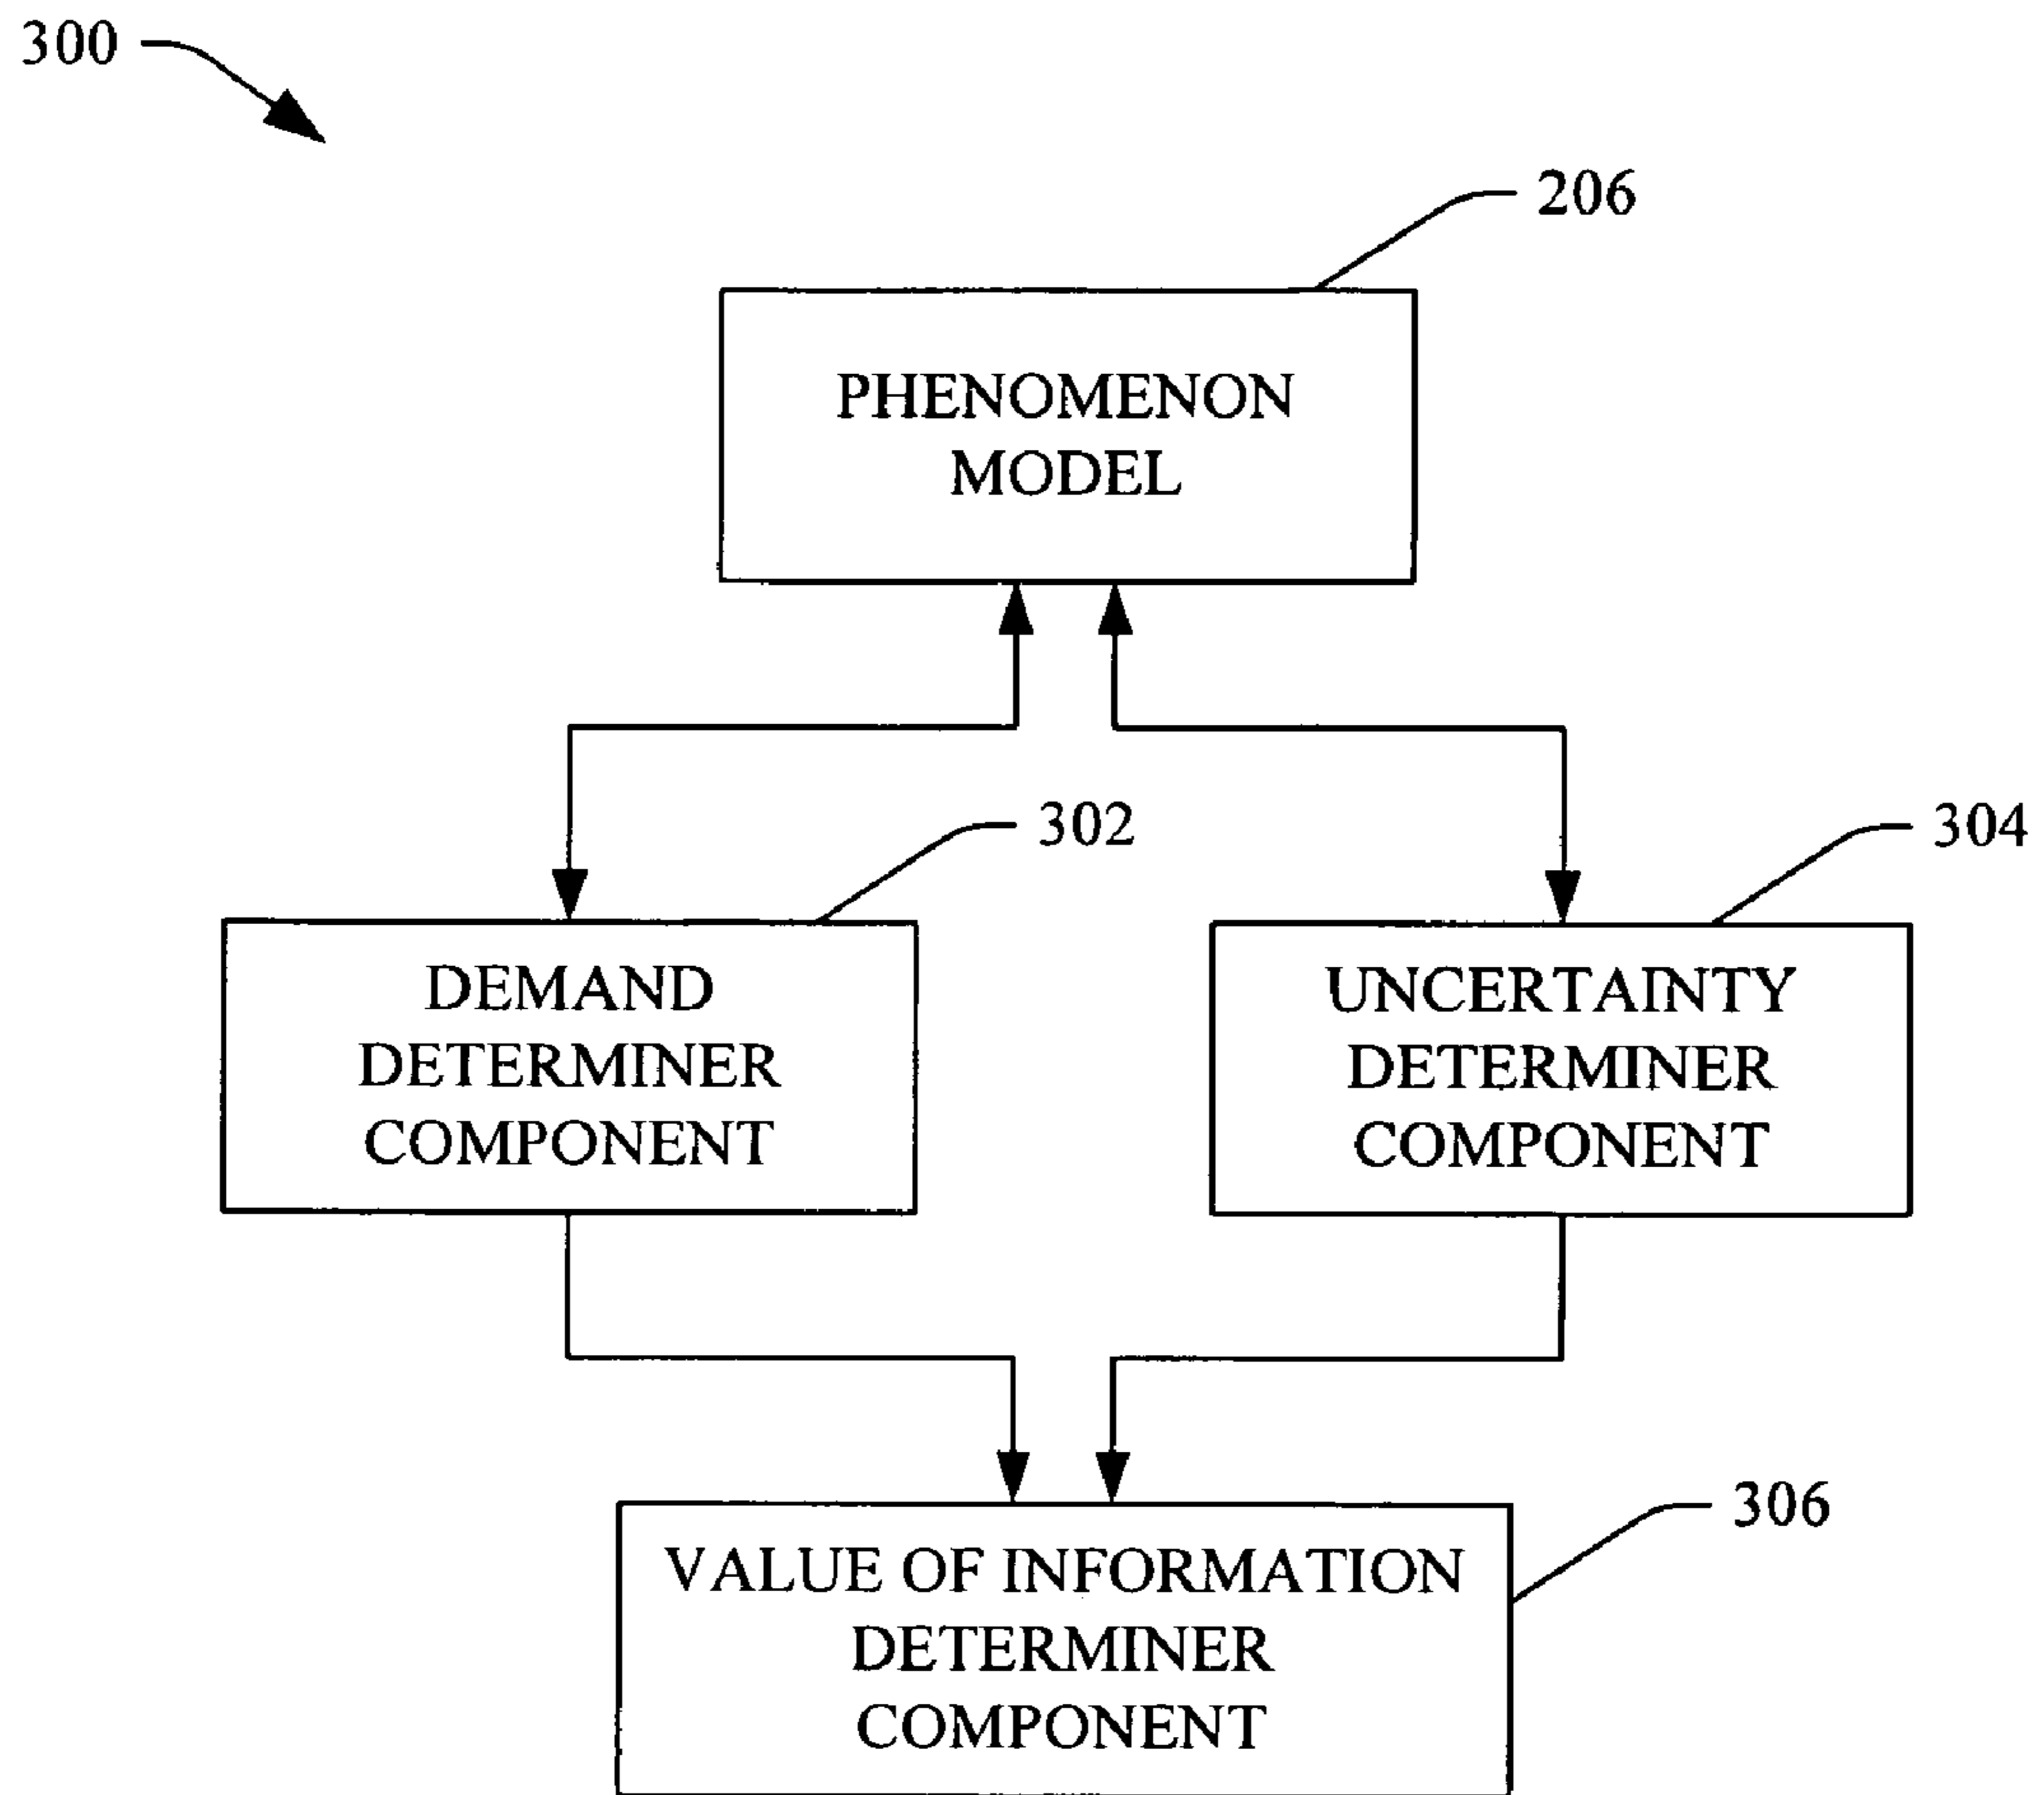 300
206
PHENOMENON
MODEL
302
304
DEMAND
DETERMINER
COMPONENT
UNCERTAINTY
DETERMINER
COMPONENT
306
VALUE OF INFORMATION
DETERMINER
COMPONENT